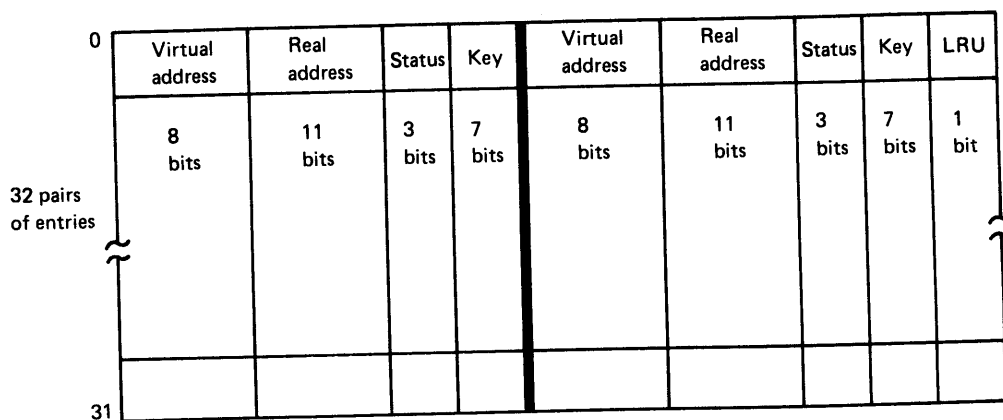 0
Virtual
address
Real
address
Status
Key
Virtual
address
Real
address
Status
Key
LRU
8
bits
11
bits
3
bits
7
bits
8
bits
11
bits
3
bits
7
bits
1
bit
32 pairs
of entries
31